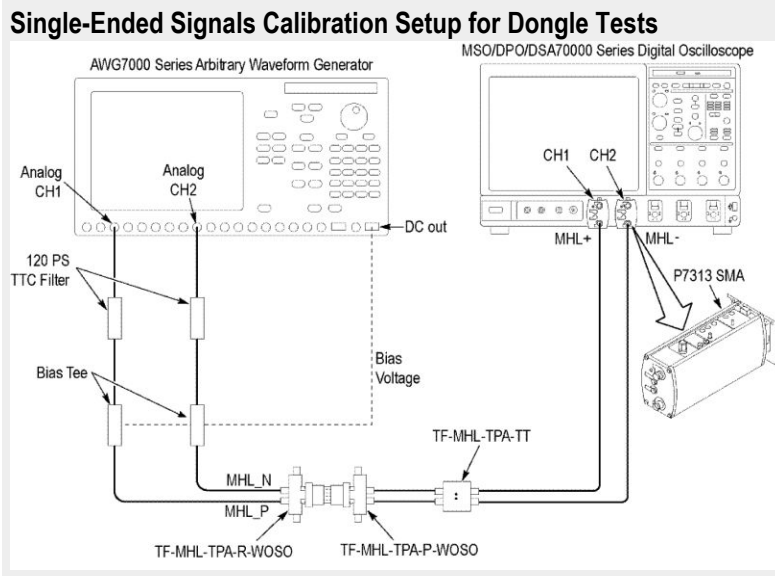 Single-Ended Signals Calibration Setup for Dongle Tests
MSO/DPO/DSA70000 Series Digital Oscilloscope
AWG7000 Series Arbitrary Waveform Generator
Analog
CH1
Analog
CH2
CH1
CH2
DC out
MHL+
MHL-
120 PS
TTC Filter
P7313 SMA
Bias Tee
Bias
Voltage
TF-MHL-TPA-TT
MHL_N
MHL_P
TF-MHL-TPA-R-WOSO
TF-MHL-TPA-P-WOSO